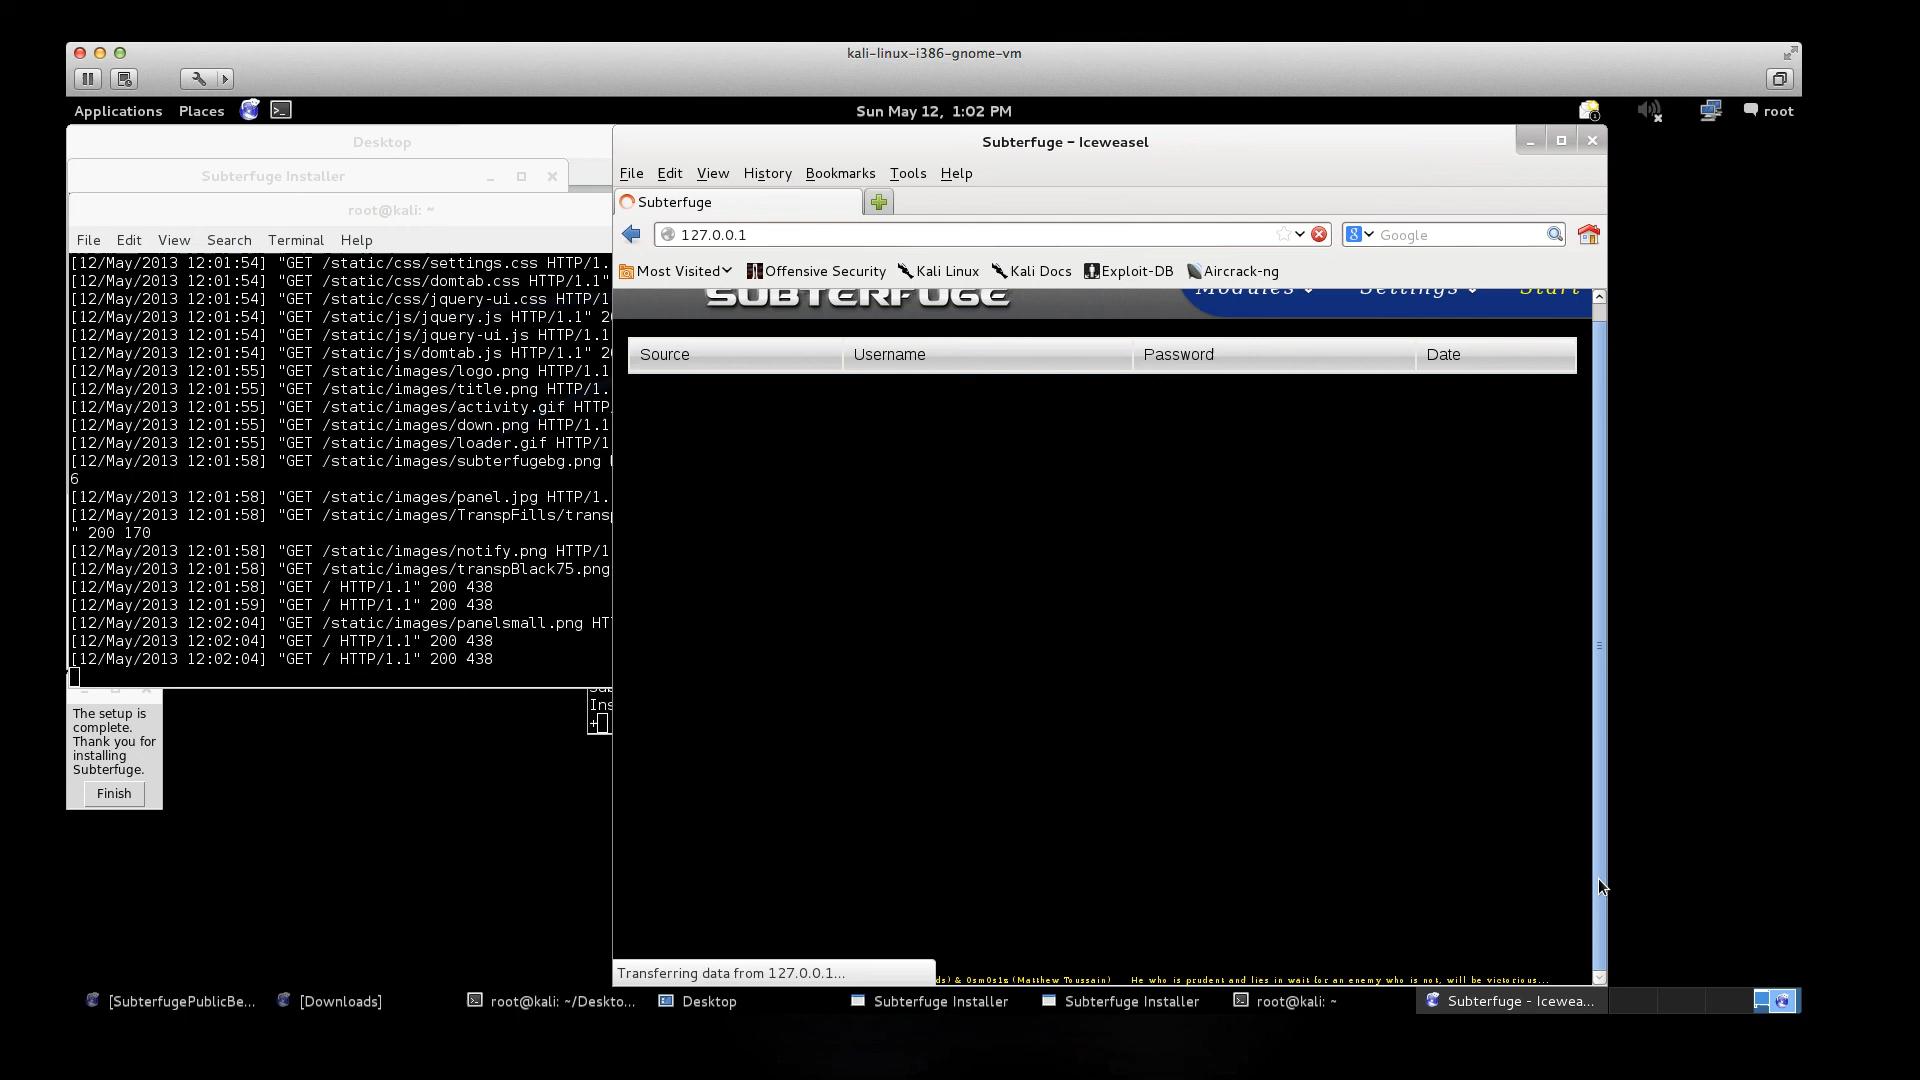 kali-linux-i386-gnome-vm
Applications Places Sun May 12, 1:02 PM root
Desktop
Subterfuge Installer
root@kali: ~
File Edit View Search Terminal Help
[12/May/2013 12:01:54] "GET /static/css/settings.css HTTP/1.
[12/May/2013 12:01:54] "GET /static/css/domtab.css HTTP/1.1"
[12/May/2013 12:01:54] "GET /static/css/jquery-ui.css HTTP/1
[12/May/2013 12:01:54] "GET /static/js/jquery.js HTTP/1.1" 20
[12/May/2013 12:01:54] "GET /static/js/jquery-ui.js HTTP/1.1
[12/May/2013 12:01:54] "GET /static/js/domtab.js HTTP/1.1" 20
[12/May/2013 12:01:55] "GET /static/images/logo.png HTTP/1.1
[12/May/2013 12:01:55] "GET /static/images/title.png HTTP/1.
[12/May/2013 12:01:55] "GET /static/images/activity.gif HTTP/
[12/May/2013 12:01:55] "GET /static/images/down.png HTTP/1.1
[12/May/2013 12:01:55] "GET /static/images/loader.gif HTTP/1
[12/May/2013 12:01:58] "GET /static/images/subterfugebg.png
6
[12/May/2013 12:01:58] "GET /static/images/panel.jpg HTTP/1.
[12/May/2013 12:01:58] "GET /static/images/TranspFills/transp
" 200 170
[12/May/2013 12:01:58] "GET /static/images/notify.png HTTP/1
[12/May/2013 12:01:58] "GET /static/images/transpBlack75.png
[12/May/2013 12:01:58] "GET / HTTP/1.1" 200 438
[12/May/2013 12:01:59] "GET / HTTP/1.1" 200 438
[12/May/2013 12:02:04] "GET /static/images/panelsmall.png HT
[12/May/2013 12:02:04] "GET / HTTP/1.1" 200 438
[12/May/2013 12:02:04] "GET / HTTP/1.1" 200 438
The setup is
complete.
Thank you for
installing
Subterfuge.
Finish
Ins
+
Subterfuge - Iceweasel
File Edit View History Bookmarks Tools Help
Subterfuge
127.0.0.1 Google
Most Visited Offensive Security Kali Linux Kali Docs Exploit-DB Aircrack-ng
SUBTERFUGE Modules Settings Start
Source Username Password Date
Transferring data from 127.0.0.1...
ds) & 0sm0s1z (Matthew Toussain) He who is prudent and lies in wait for an enemy who is not, will be victorious...
[SubterfugePublicBe... [Downloads] root@kali: ~/Deskto... Desktop Subterfuge Installer Subterfuge Installer root@kali: ~ Subterfuge - Icewea...